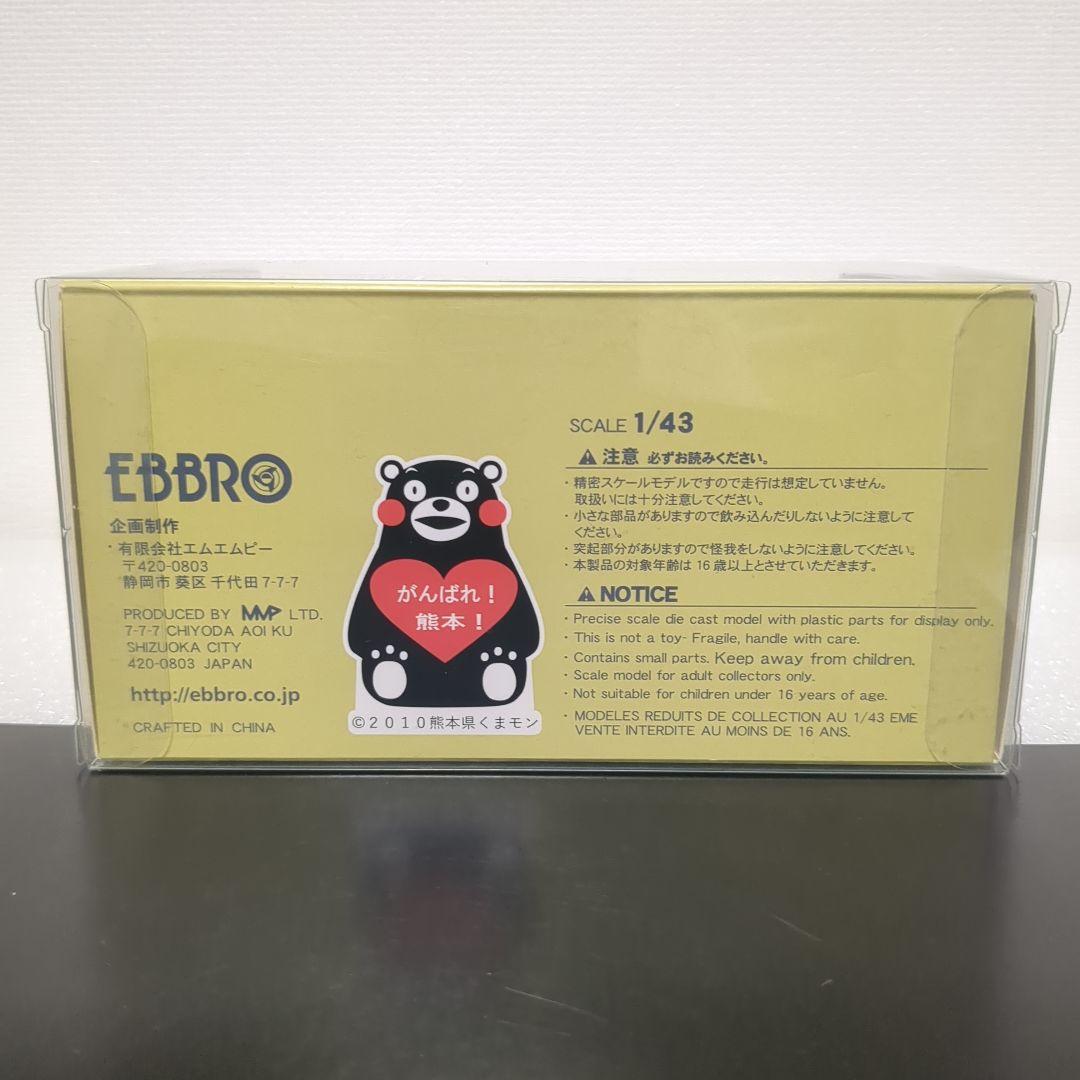 EBBRO
企画制作
・有限会社エムエムピー
〒420-0803
静岡市 葵区 千代田 7-7-7
PRODUCED BY MMP LTD.
7-7-7 CHIYODA AOI KU
SHIZUOKA CITY
420-0803 JAPAN
http://ebbro.co.jp
CRAFTED IN CHINA
がんばれ！
熊本！
©2010熊本県くまモン
SCALE 1/43
注意 必ずお読みください。
・精密スケールモデルですので走行は想定していません。
取扱いには十分注意してください。
・小さな部品がありますので飲み込んだりしないように注意して
ください。
・突起部分がありますので怪我をしないように注意してください。
・本製品の対象年齢は 16 歳以上とさせていただきます。
NOTICE
・Precise scale die cast model with plastic parts for display only.
・This is not a toy- Fragile, handle with care.
・Contains small parts. Keep away from children.
・Scale model for adult collectors only.
・Not suitable for children under 16 years of age.
・MODELES REDUITS DE COLLECTION AU 1/43 EME
VENTE INTERDITE AU MOINS DE 16 ANS.